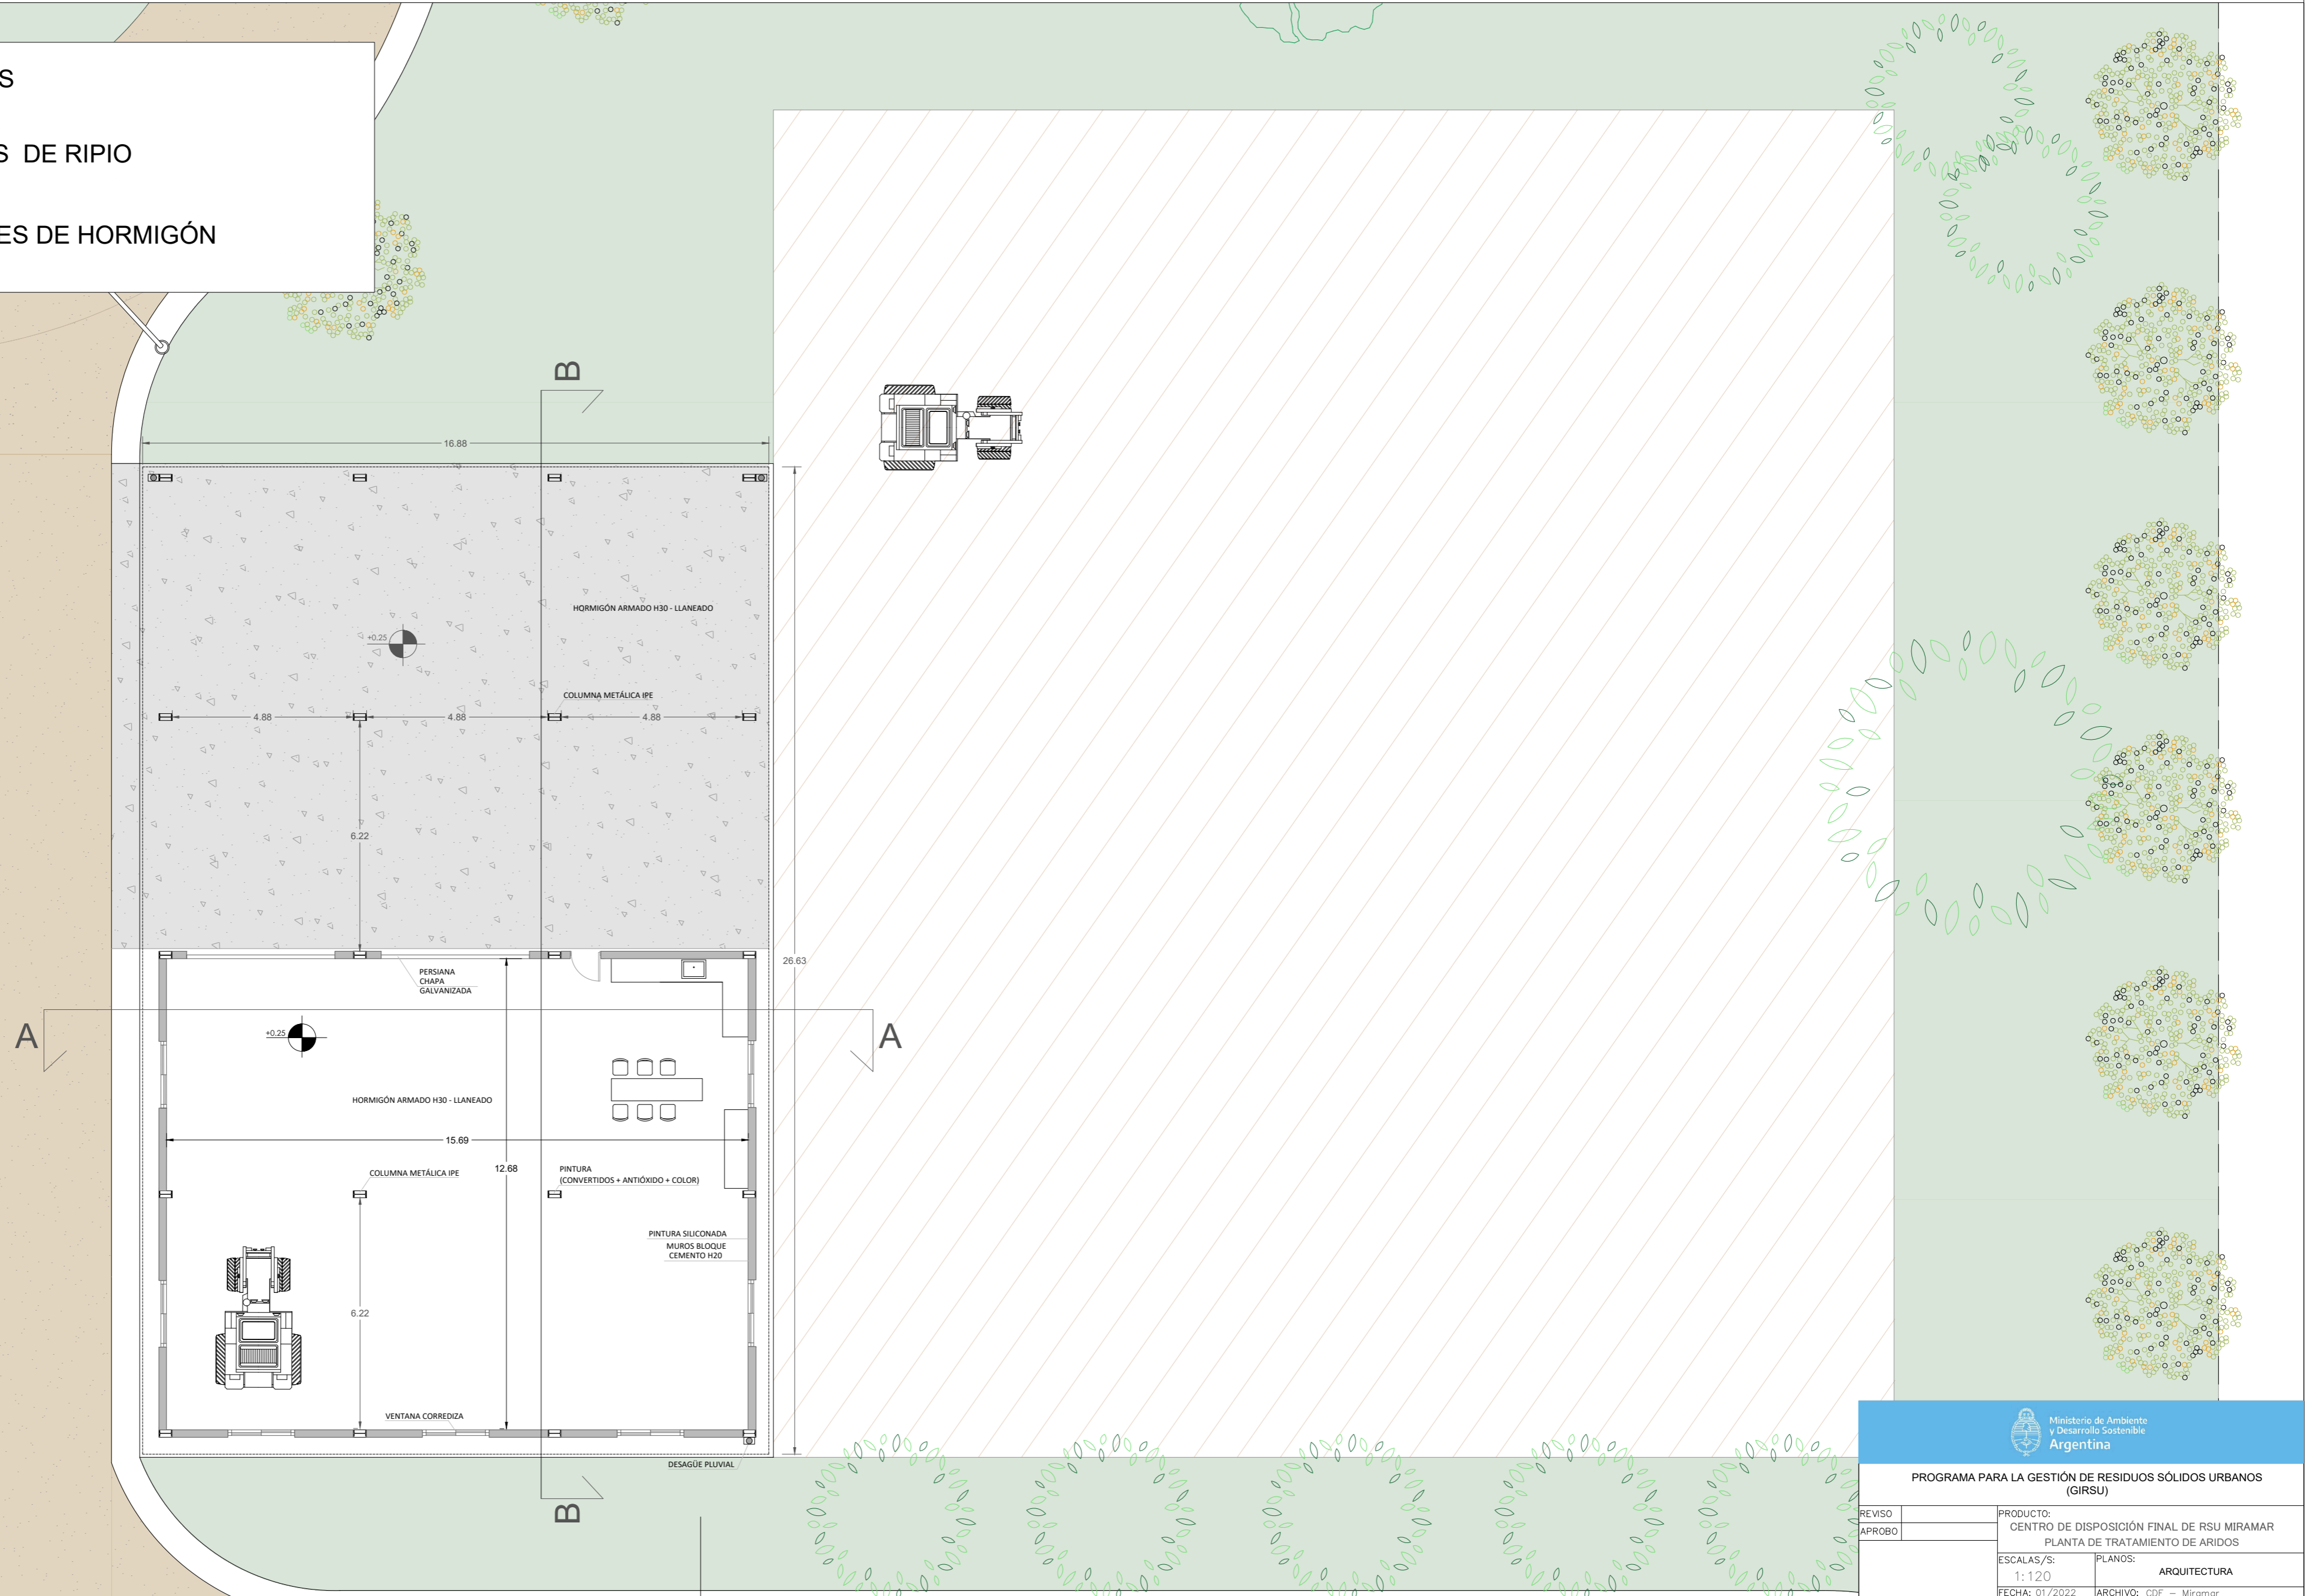 S
S DE RIPIO
ES DE HORMIGÓN
B
16.88
HORMIGÓN ARMADO H30 - LLANEADO
+0.25
COLUMNA METÁLICA IPE
4.88
4.88
4.88
6.22
26.63
PERSIANA
CHAPA
GALVANIZADA
A
A
+0.25
HORMIGÓN ARMADO H30 - LLANEADO
15.69
12.68
COLUMNA METÁLICA IPE
PINTURA
(CONVERTIDOS + ANTIÓXIDO + COLOR)
PINTURA SILICONADA
MUROS BLOQUE
CEMENTO H20
6.22
VENTANA CORREDIZA
DESAGÜE PLUVIAL
B
Ministerio de Ambiente
y Desarrollo Sostenible
Argentina
PROGRAMA PARA LA GESTIÓN DE RESIDUOS SÓLIDOS URBANOS
(GIRSU)
REVISO
APROBO
PRODUCTO:
CENTRO DE DISPOSICIÓN FINAL DE RSU MIRAMAR
PLANTA DE TRATAMIENTO DE ARIDOS
ESCALAS/S:
1:120
PLANOS:
ARQUITECTURA
FECHA: 01/2022
ARCHIVO: CDF - Miramar